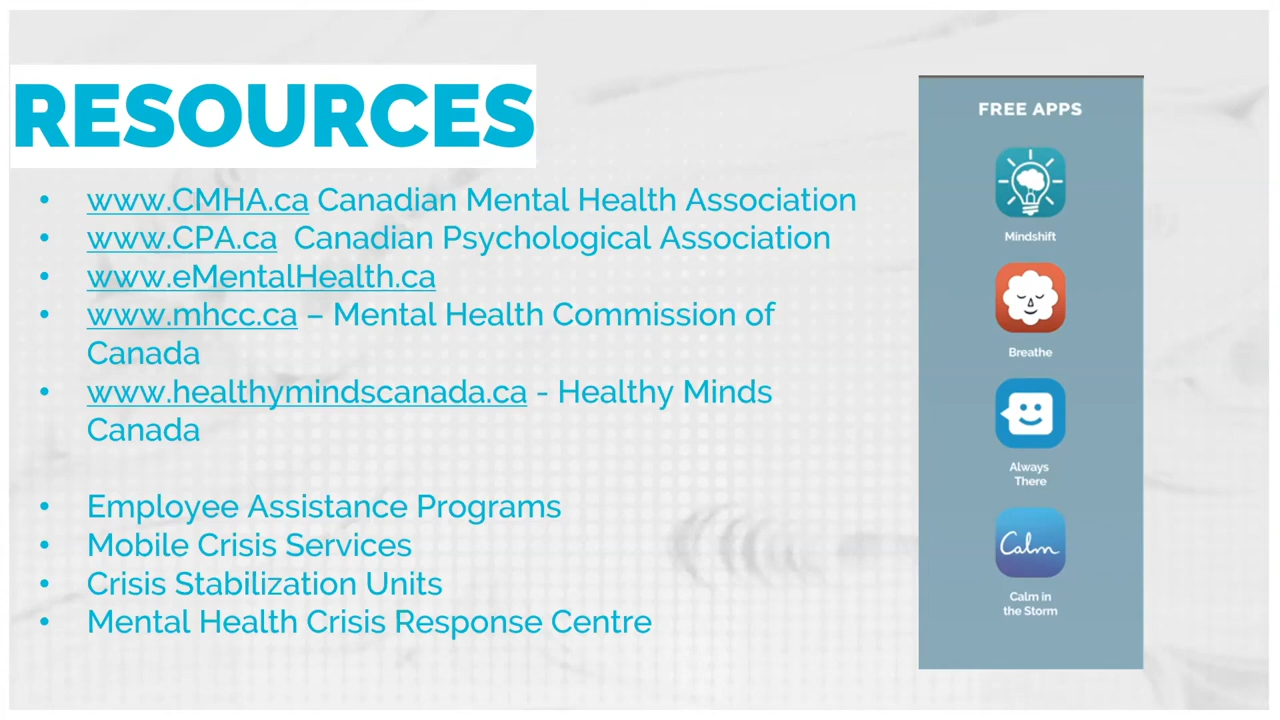 RESOURCES
• www.CMHA.ca Canadian Mental Health Association
• www.CPA.ca  Canadian Psychological Association
• www.eMentalHealth.ca
• www.mhcc.ca – Mental Health Commission of
Canada
• www.healthymindscanada.ca - Healthy Minds
Canada
• Employee Assistance Programs
• Mobile Crisis Services
• Crisis Stabilization Units
• Mental Health Crisis Response Centre
FREE APPS
Mindshift
Breathe
Always
There
Calm
Calm in
the Storm